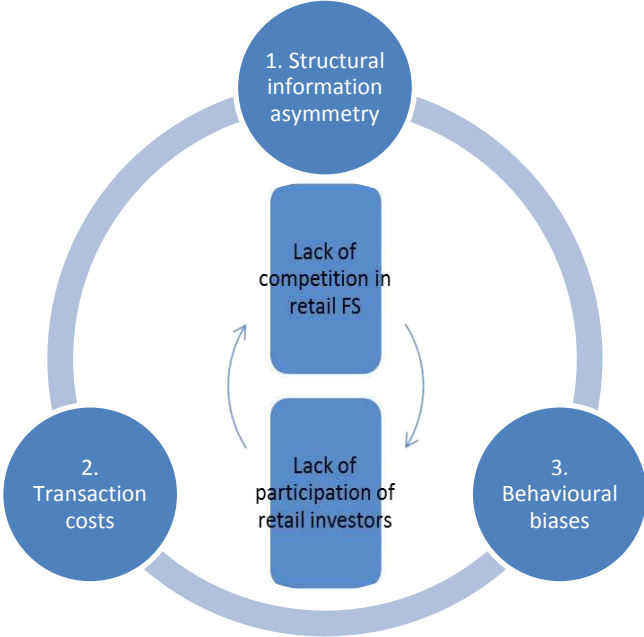 1. Structural
information
asymmetry
Lack of
competition in
retail FS
2.
Transaction
costs
Lack of
participation of
retail investors
3.
Behavioural
biases